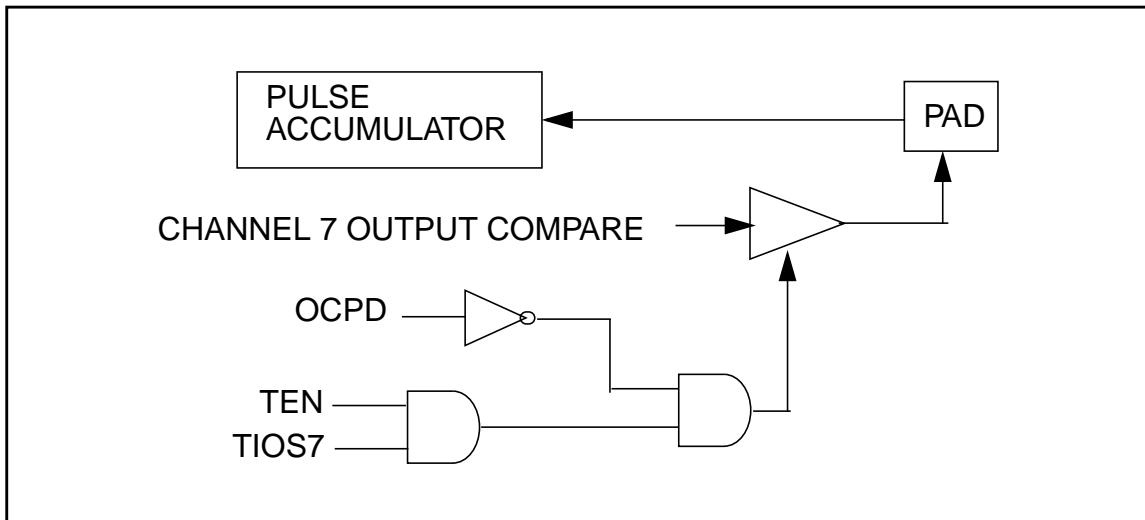 PULSE
ACCUMULATOR
PAD
CHANNEL 7 OUTPUT COMPARE
OCPD
TEN
TIOS7